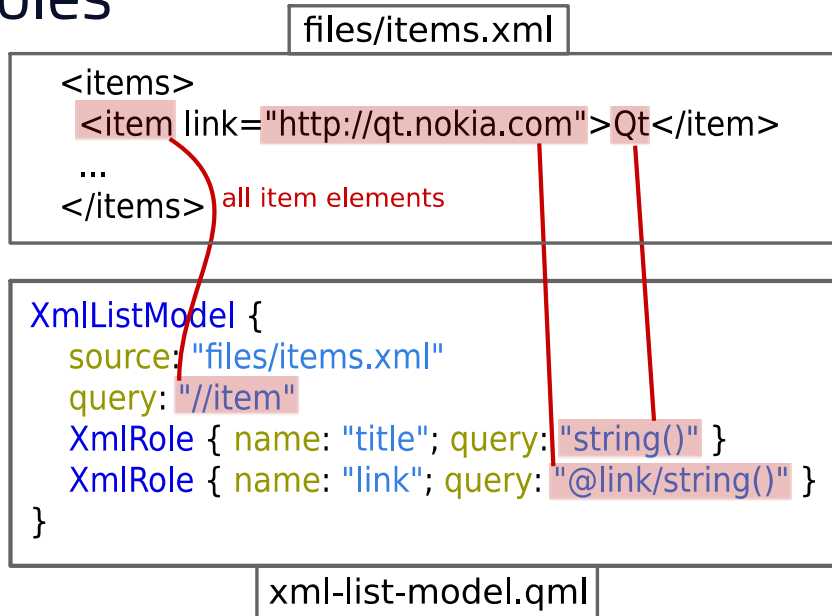 files/items.xml
<items>
<item link="http://qt.nokia.com">Qt</item>
...
</items>
all item elements
XmlListModel {
source: "files/items.xml"
query: "//item"
XmlRole { name: "title"; query: "string()" }
XmlRole { name: "link"; query: "@link/string()" }
}
xml-list-model.qml